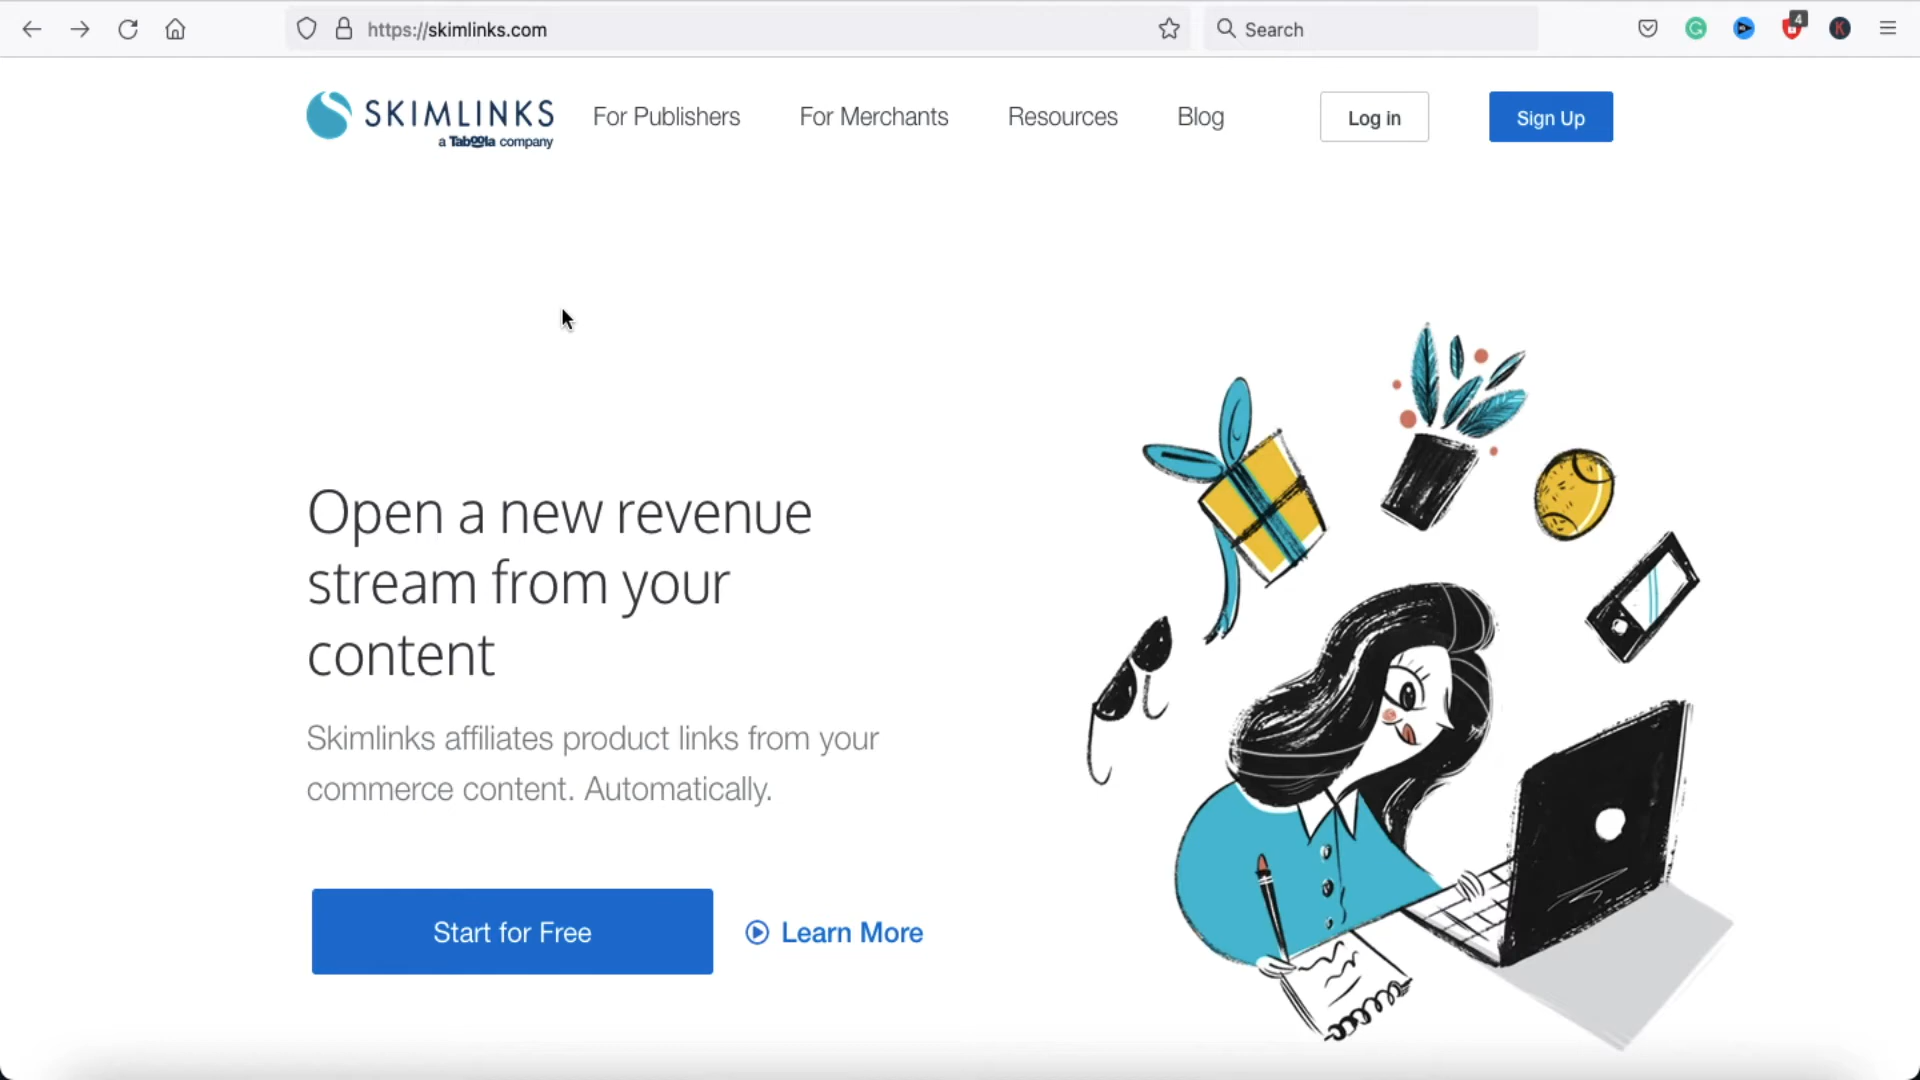 https://skimlinks.com
Search
4
K
SKIMLINKS
a Taboola company
For Publishers
For Merchants
Resources
Blog
Log in
Sign Up
Open a new revenue
stream from your
content
Skimlinks affiliates product links from your
commerce content. Automatically.
Start for Free
Learn More